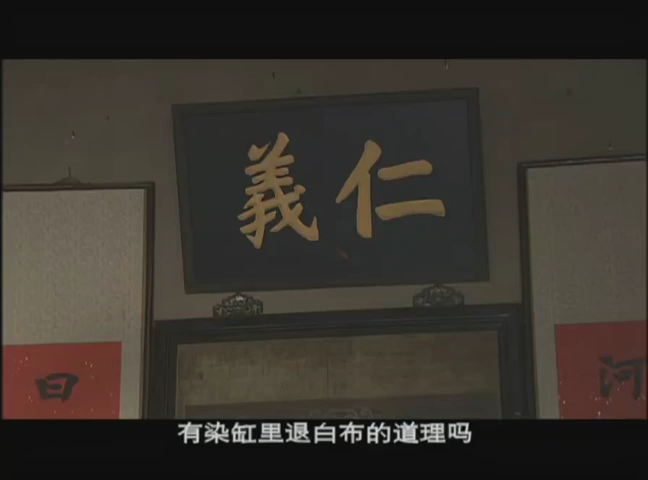 仁義
河
日
有染缸里退白布的道理吗